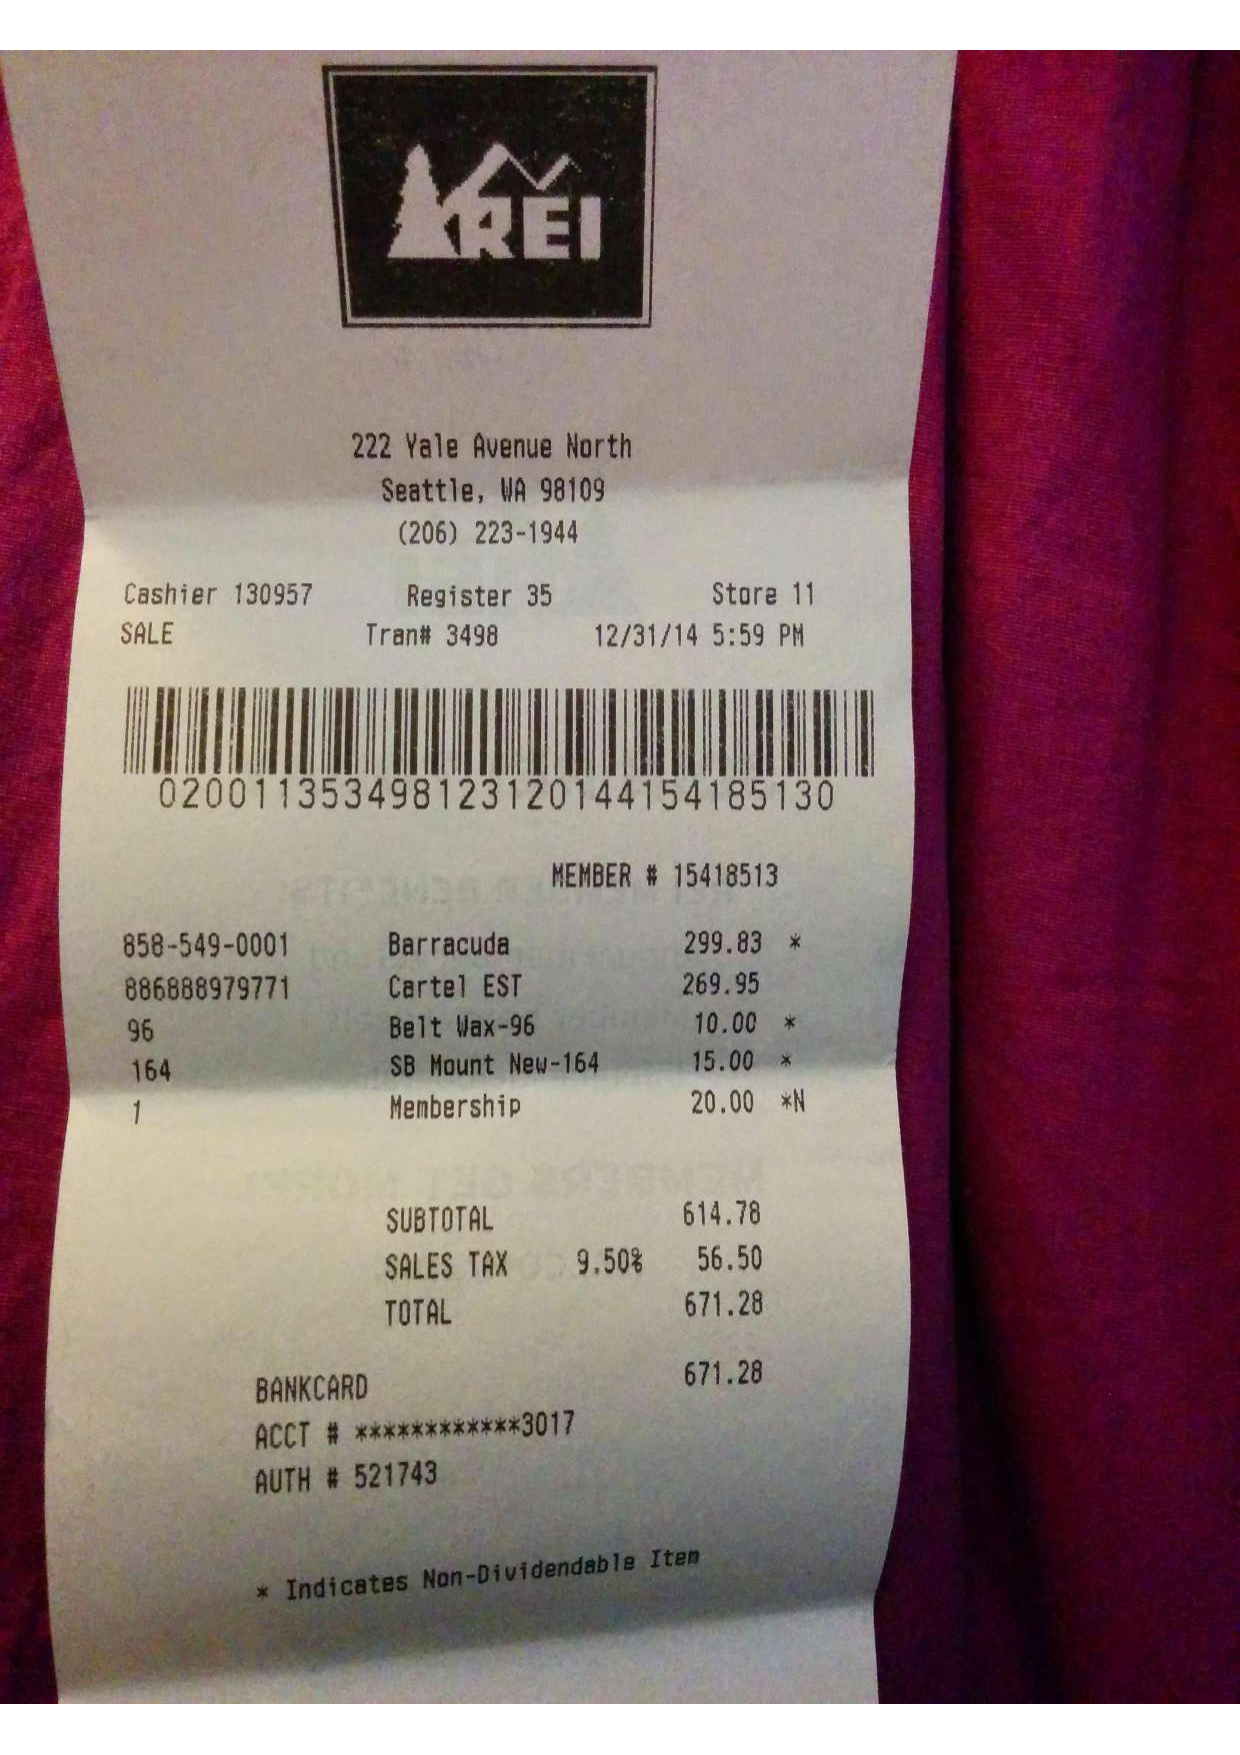 REI
222 Yale Avenue North
Seattle, WA 98109
(206) 223-1944
Cashier 130957 Register 35 Store 11
SALE Tran# 3498 12/31/14 5:59 PM
0200113534981231201444154185130
MEMBER # 15418513
858-549-0001 Barracuda 299.83 *
886888979771 Cartel EST 269.95
96 Belt Wax-96 10.00 *
164 SB Mount New-164 15.00 *
1 Membership 20.00 *N
SUBTOTAL 614.78
SALES TAX 9.50% 56.50
TOTAL 671.28
BANKCARD 671.28
ACCT # ************3017
AUTH # 521743
* Indicates Non-Dividendable Item